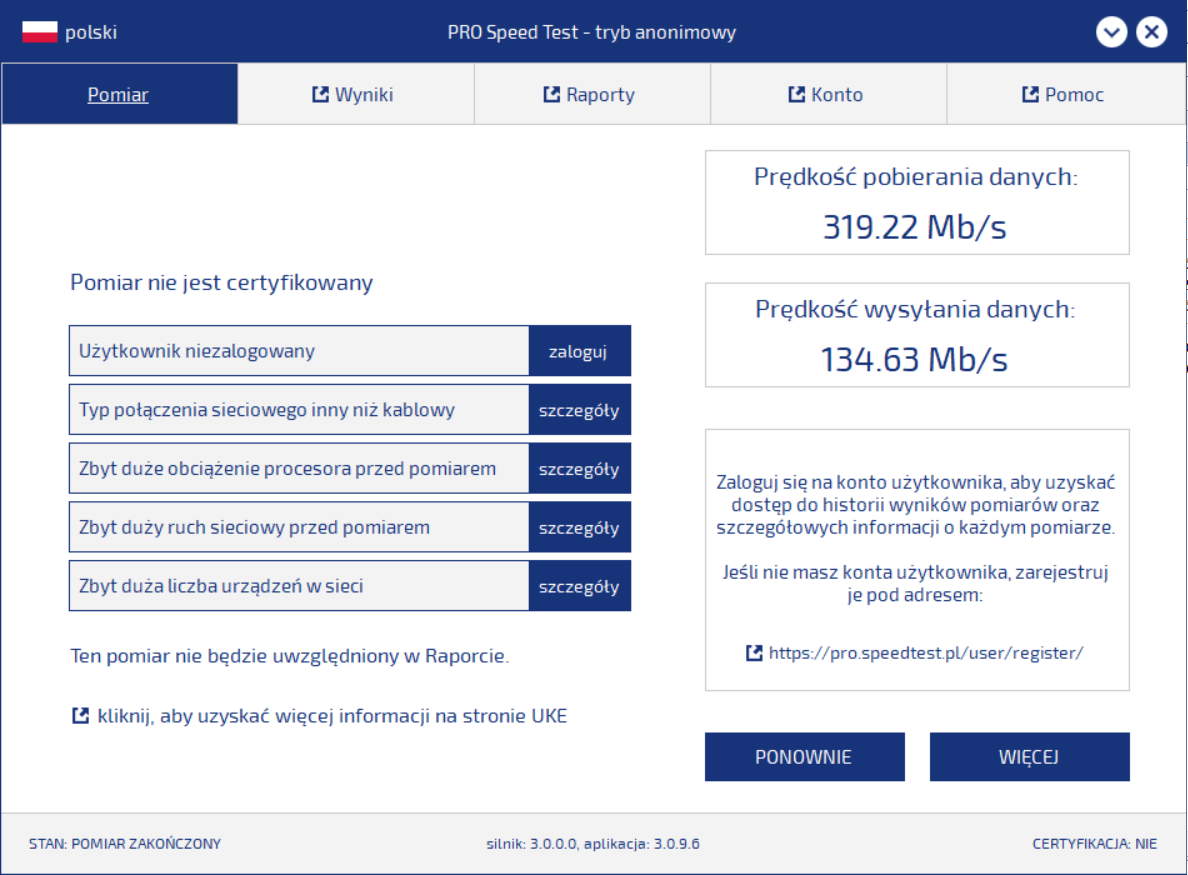 polski
PRO Speed Test - tryb anonimowy
Pomiar
Wyniki
Raporty
Konto
Pomoc
Pomiar nie jest certyfikowany
Użytkownik niezalogowany
zaloguj
Typ połączenia sieciowego inny niż kablowy
szczegóły
Zbyt duże obciążenie procesora przed pomiarem
szczegóły
Zbyt duży ruch sieciowy przed pomiarem
szczegóły
Zbyt duża liczba urządzeń w sieci
szczegóły
Ten pomiar nie będzie uwzględniony w Raporcie.
kliknij, aby uzyskać więcej informacji na stronie UKE
Prędkość pobierania danych:
319.22 Mb/s
Prędkość wysyłania danych:
134.63 Mb/s
Zaloguj się na konto użytkownika, aby uzyskać
dostęp do historii wyników pomiarów oraz
szczegółowych informacji o każdym pomiarze.
Jeśli nie masz konta użytkownika, zarejestruj
je pod adresem:
https://pro.speedtest.pl/user/register/
PONOWNIE
WIĘCEJ
STAN: POMIAR ZAKOŃCZONY
silnik: 3.0.0.0, aplikacja: 3.0.9.6
CERTYFIKACJA: NIE